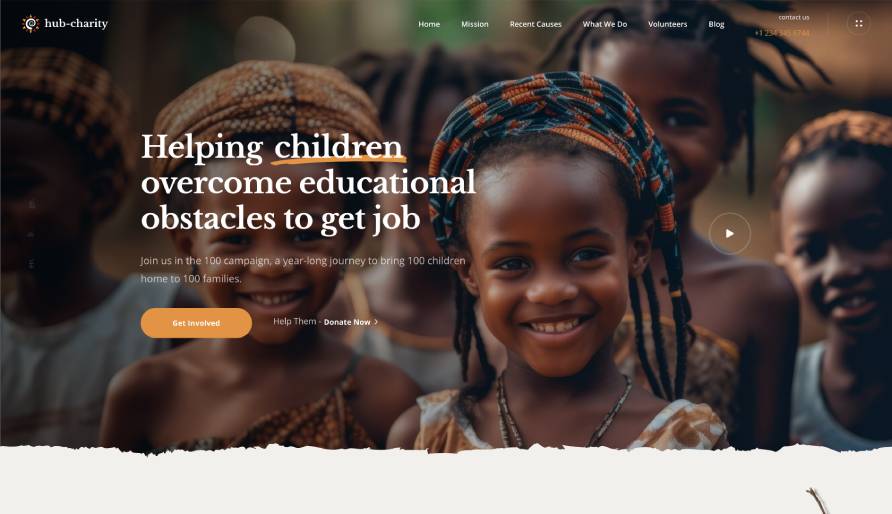 hub-charity
Home Mission Recent Causes What We Do Volunteers Blog
contact us
+1 234 345 6744
Helping children
overcome educational
obstacles to get job
Join us in the 100 campaign, a year-long journey to bring 100 children
home to 100 families.
Get Involved
Help Them - Donate Now